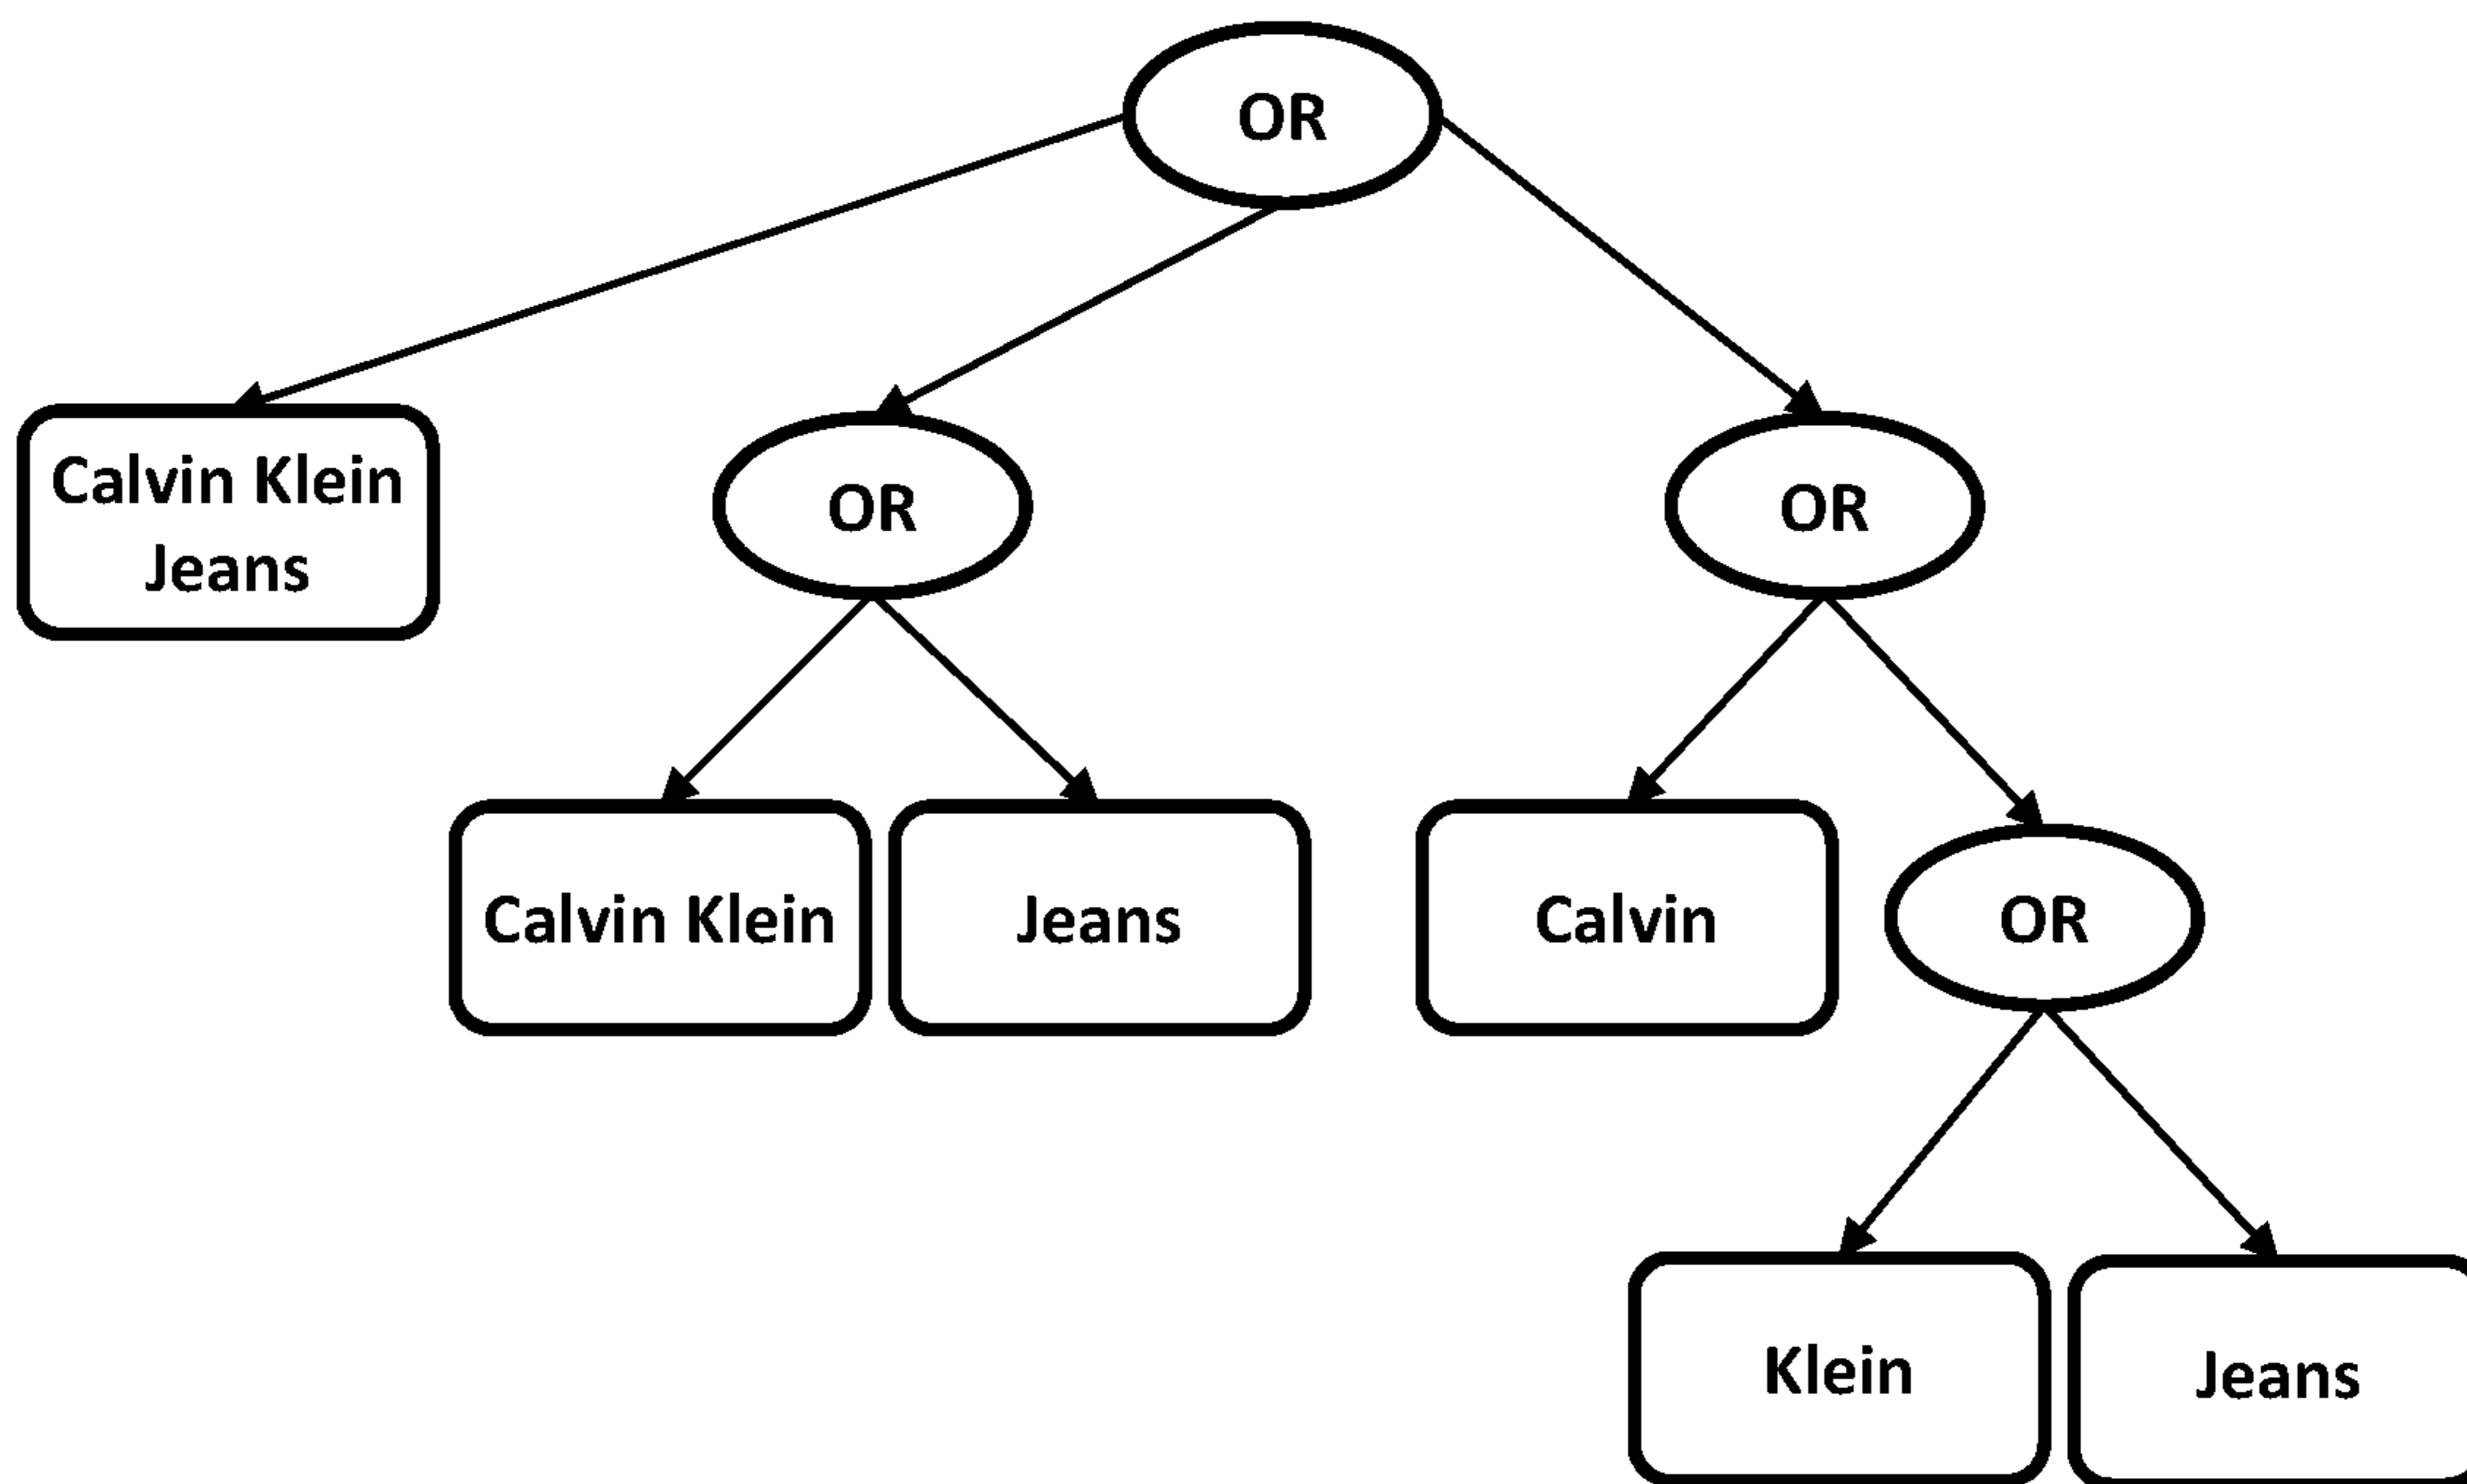 OR
Calvin Klein
Jeans
OR
OR
Calvin Klein
Jeans
Calvin
OR
Klein
Jeans